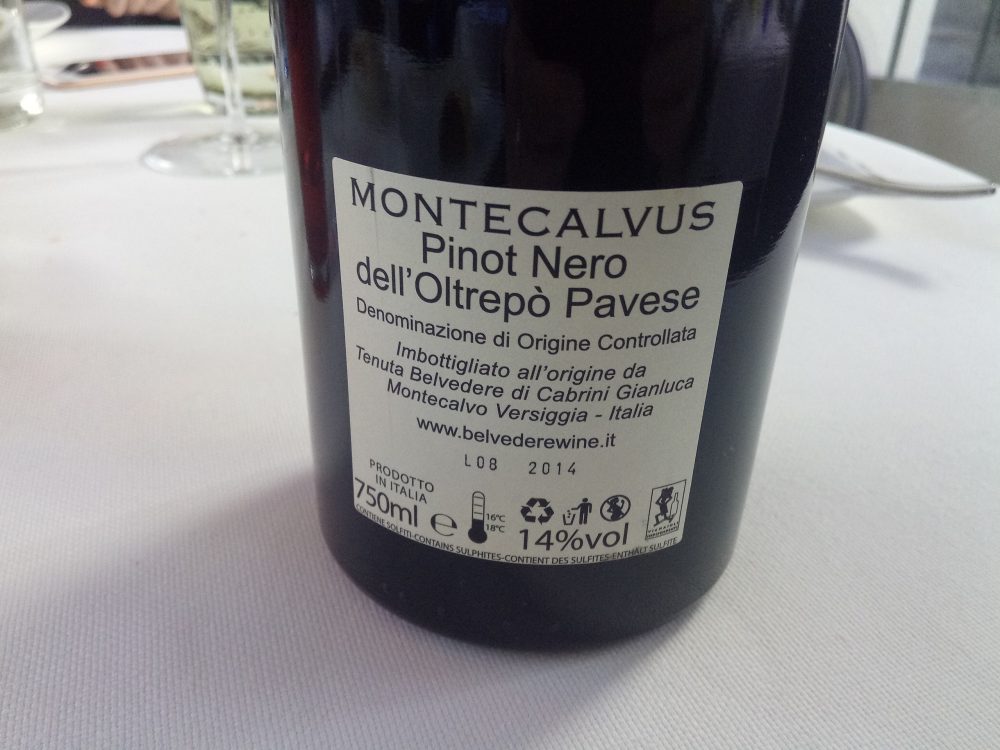 MONTECALVUS
Pinot Nero
dell'Oltrepò Pavese
Denominazione di Origine Controllata
Imbottigliato all'origine da
Tenuta Belvedere di Cabrini Gianluca
Montecalvo Versiggia - Italia
www.belvederewine.it
L08 2014
PRODOTTO
IN ITALIA
750ml e
16°C
18°C
14%vol
CONTIENE SOLFITI-CONTAINS SULPHITES-CONTIENT DES SULFITES-ENTHÄLT SULFITE